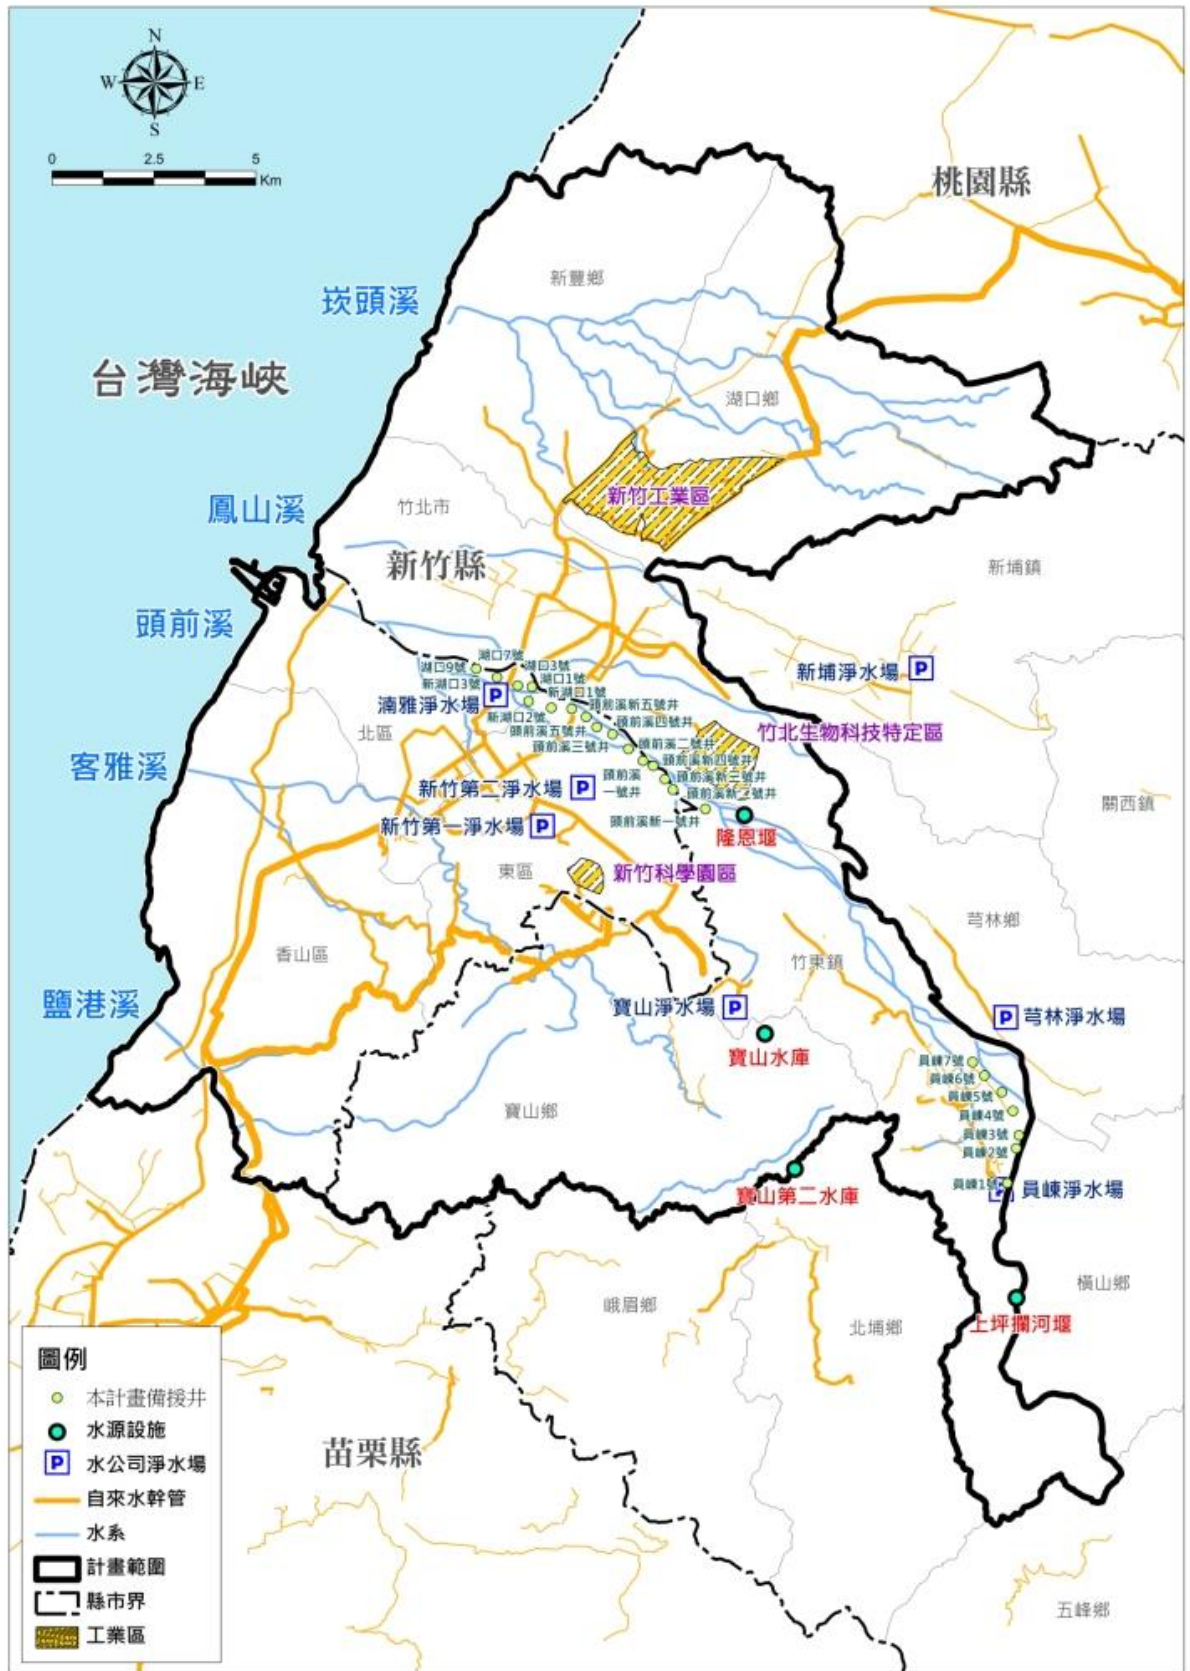 N
W
E
S
0
2.5
5
Km
桃園縣
新豐鄉
崁頭溪
台灣海峽
湖口鄉
新竹工業區
鳳山溪
竹北市
新竹縣
新埔鎮
頭前溪
湖口7號
湖口9號
湖口3號
新埔淨水場
P
新湖口3號
湖口1號
P
新湖口1號
湳雅淨水場
頭前溪新五號井
新湖口2號
頭前溪四號井
北區
頭前溪五號井
竹北生物科技特定區
頭前溪三號井
頭前溪二號井
客雅溪
頭前溪新四號井
頭前溪
一號井
頭前溪新三號井
新竹第二淨水場
P
頭前溪新二號井
關西鎮
新竹第一淨水場
P
頭前溪新一號井
隆恩堰
東區
新竹科學園區
芎林鄉
香山區
竹東鎮
鹽港溪
寶山淨水場
P
P
芎林淨水場
寶山水庫
員崠7號
員崠6號
員崠5號
寶山鄉
員崠4號
員崠3號
員崠2號
員崠1號
P
員崠淨水場
寶山第二水庫
橫山鄉
峨眉鄉
北埔鄉
上坪攔河堰
圖例
本計畫備援井
水源設施
P
水公司淨水場
苗栗縣
自來水幹管
水系
計畫範圍
縣市界
五峰鄉
工業區